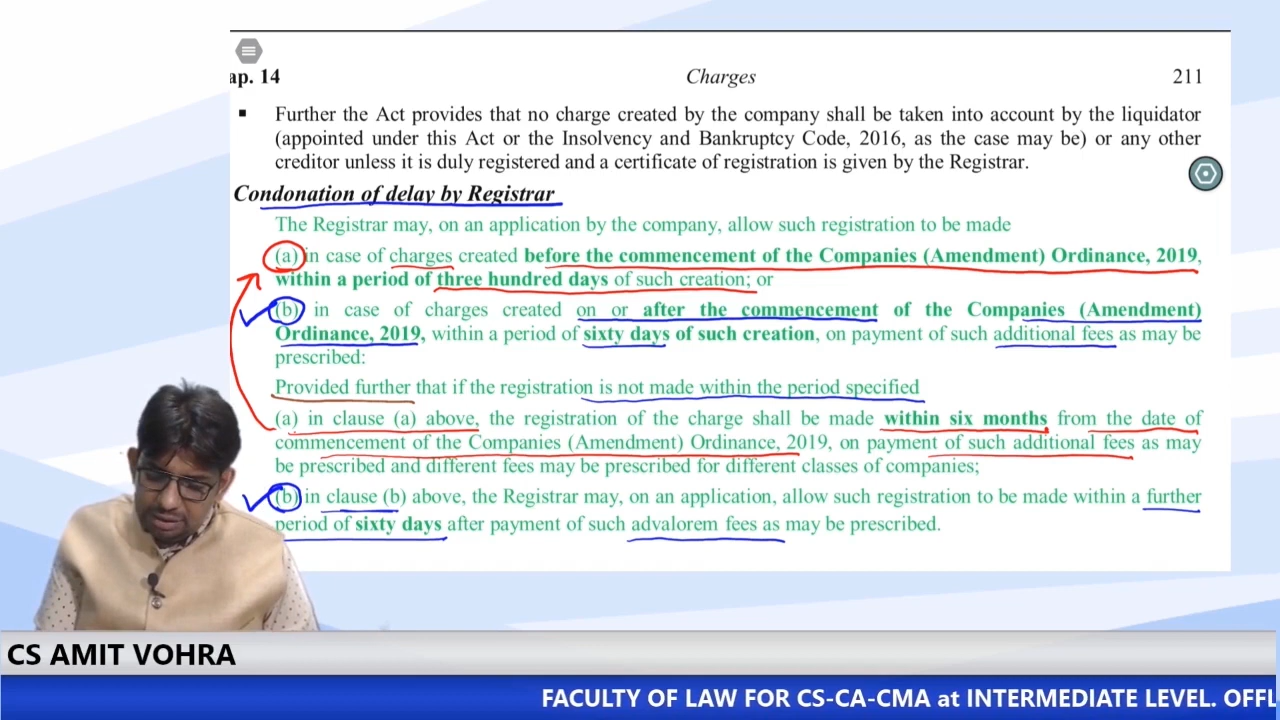 ap. 14 Charges 211
▪ Further the Act provides that no charge created by the company shall be taken into account by the liquidator
(appointed under this Act or the Insolvency and Bankruptcy Code, 2016, as the case may be) or any other
creditor unless it is duly registered and a certificate of registration is given by the Registrar.
Condonation of delay by Registrar
The Registrar may, on an application by the company, allow such registration to be made
(a) in case of charges created before the commencement of the Companies (Amendment) Ordinance, 2019,
within a period of three hundred days of such creation; or
(b) in case of charges created on or after the commencement of the Companies (Amendment)
Ordinance, 2019, within a period of sixty days of such creation, on payment of such additional fees as may be
prescribed:
Provided further that if the registration is not made within the period specified
(a) in clause (a) above, the registration of the charge shall be made within six months from the date of
commencement of the Companies (Amendment) Ordinance, 2019, on payment of such additional fees as may
be prescribed and different fees may be prescribed for different classes of companies;
(b) in clause (b) above, the Registrar may, on an application, allow such registration to be made within a further
period of sixty days after payment of such advalorem fees as may be prescribed.
CS AMIT VOHRA
FACULTY OF LAW FOR CS-CA-CMA at INTERMEDIATE LEVEL. OFFL